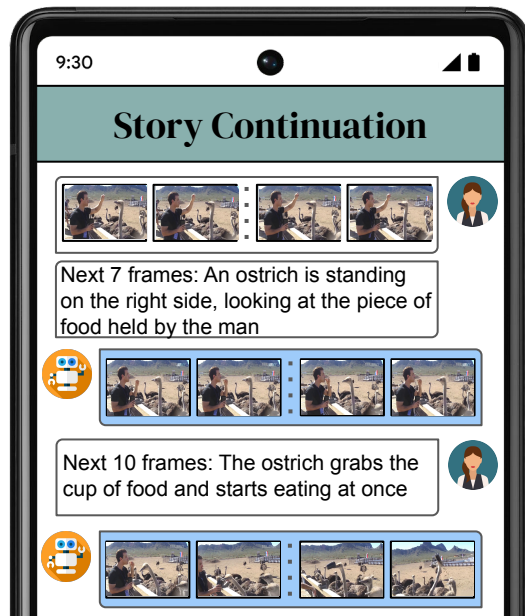 9:30
Story Continuation
Next 7 frames: An ostrich is standing
on the right side, looking at the piece of
food held by the man
Next 10 frames: The ostrich grabs the
cup of food and starts eating at once